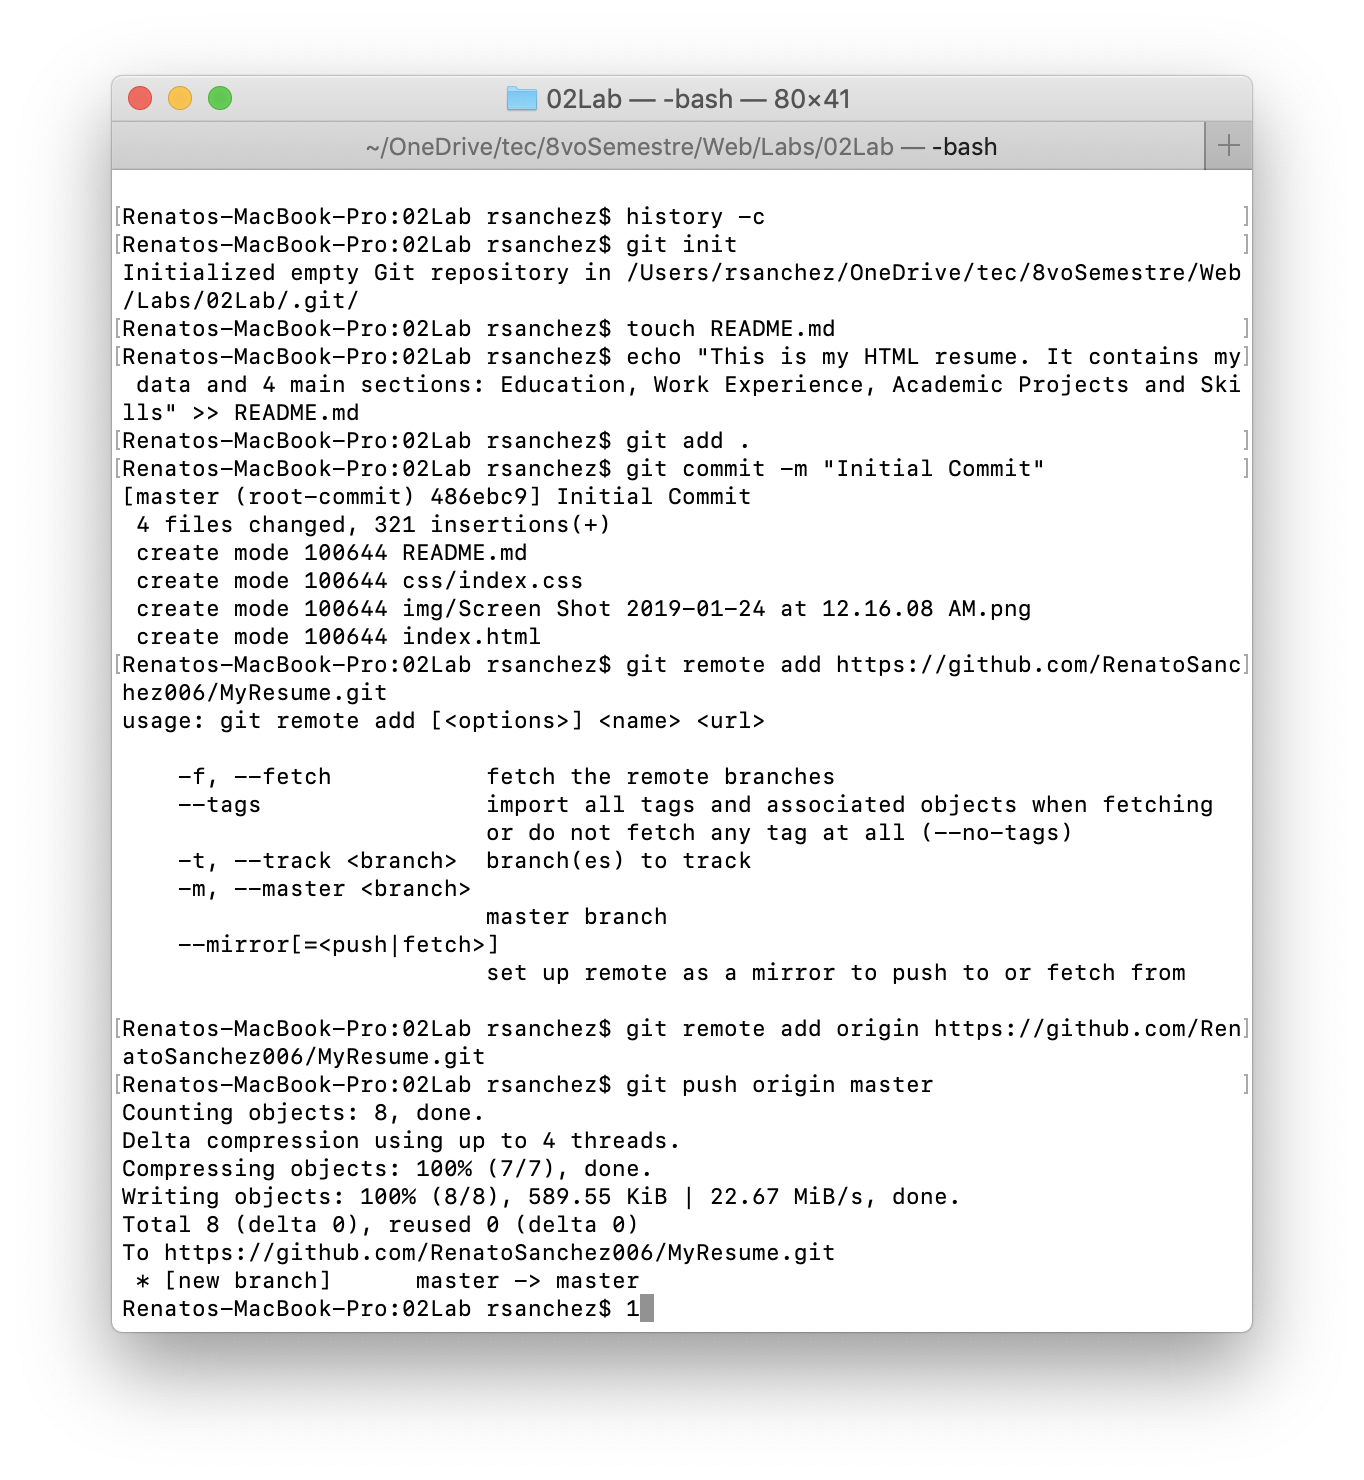 02Lab — -bash — 80×41
~/OneDrive/tec/8voSemestre/Web/Labs/02Lab — -bash
[Renatos-MacBook-Pro:02Lab rsanchez$ history -c ]
[Renatos-MacBook-Pro:02Lab rsanchez$ git init ]
Initialized empty Git repository in /Users/rsanchez/OneDrive/tec/8voSemestre/Web
/Labs/02Lab/.git/
[Renatos-MacBook-Pro:02Lab rsanchez$ touch README.md ]
[Renatos-MacBook-Pro:02Lab rsanchez$ echo "This is my HTML resume. It contains my]
 data and 4 main sections: Education, Work Experience, Academic Projects and Ski
lls" >> README.md
[Renatos-MacBook-Pro:02Lab rsanchez$ git add . ]
[Renatos-MacBook-Pro:02Lab rsanchez$ git commit -m "Initial Commit" ]
[master (root-commit) 486ebc9] Initial Commit
 4 files changed, 321 insertions(+)
 create mode 100644 README.md
 create mode 100644 css/index.css
 create mode 100644 img/Screen Shot 2019-01-24 at 12.16.08 AM.png
 create mode 100644 index.html
[Renatos-MacBook-Pro:02Lab rsanchez$ git remote add https://github.com/RenatoSanc]
hez006/MyResume.git
usage: git remote add [<options>] <name> <url>
    -f, --fetch           fetch the remote branches
    --tags                import all tags and associated objects when fetching
                          or do not fetch any tag at all (--no-tags)
    -t, --track <branch>  branch(es) to track
    -m, --master <branch>
                          master branch
    --mirror[=<push|fetch>]
                          set up remote as a mirror to push to or fetch from
[Renatos-MacBook-Pro:02Lab rsanchez$ git remote add origin https://github.com/Ren]
atoSanchez006/MyResume.git
[Renatos-MacBook-Pro:02Lab rsanchez$ git push origin master ]
Counting objects: 8, done.
Delta compression using up to 4 threads.
Compressing objects: 100% (7/7), done.
Writing objects: 100% (8/8), 589.55 KiB | 22.67 MiB/s, done.
Total 8 (delta 0), reused 0 (delta 0)
To https://github.com/RenatoSanchez006/MyResume.git
 * [new branch]      master -> master
Renatos-MacBook-Pro:02Lab rsanchez$ 1